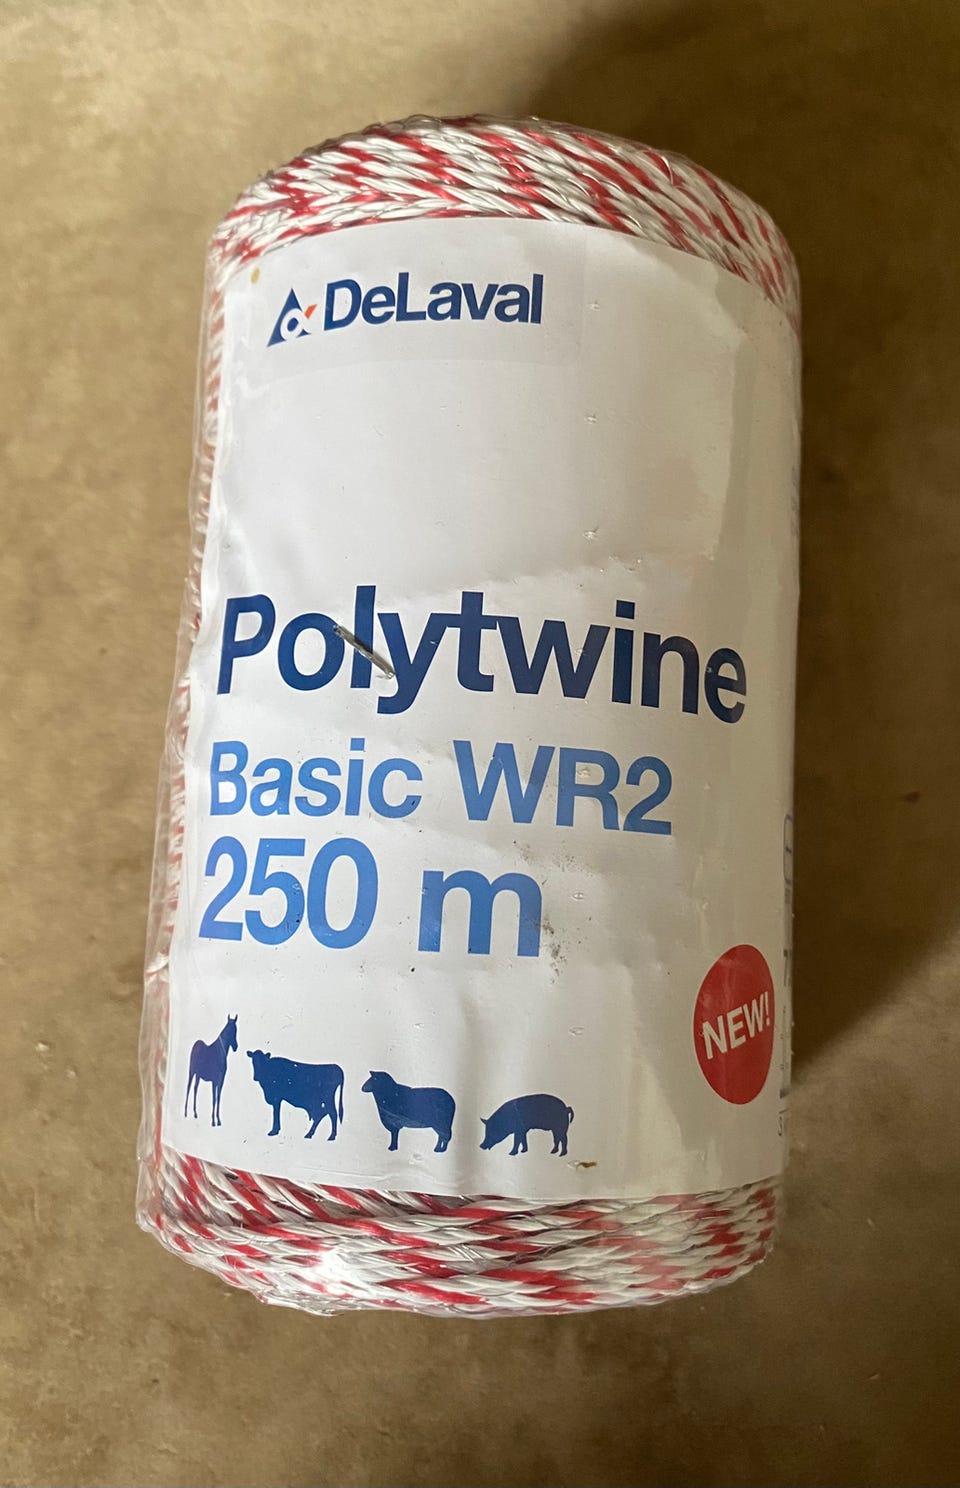 DeLaval
Polytwine
Basic WR2
250 m
NEW!